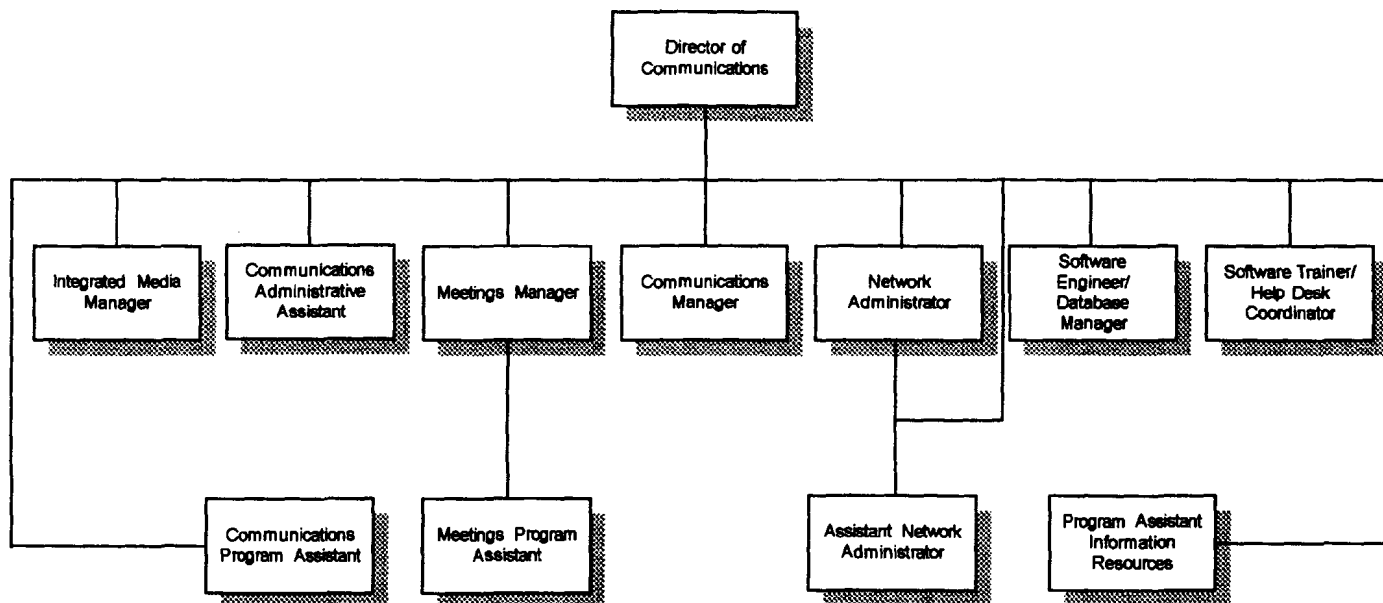 Director of
Communications
Integrated Media
Manager
Communications
Administrative
Assistant
Meetings Manager
Communications
Manager
Network
Administrator
Software
Engineer/
Database
Manager
Software Trainer/
Help Desk
Coordinator
Communications
Program Assistant
Meetings Program
Assistant
Assistant Network
Administrator
Program Assistant
Information
Resources